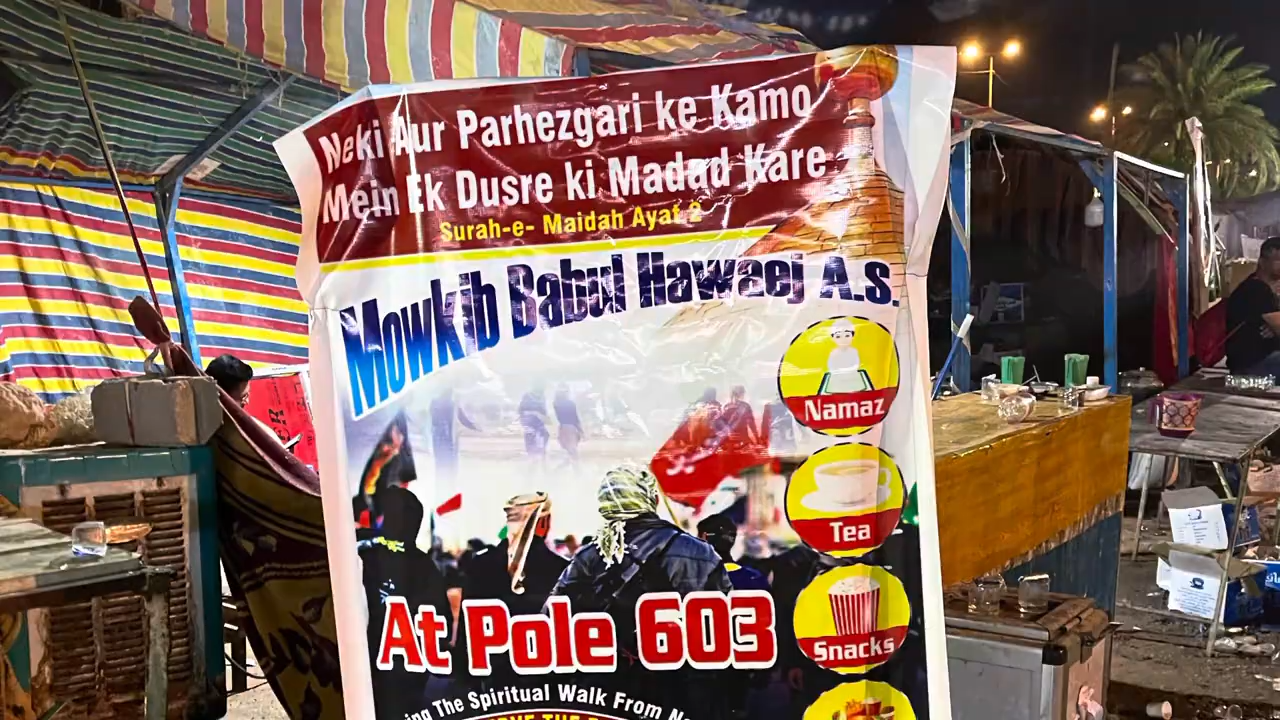 Neki Aur Parhezgari ke Kamo
Mein Ek Dusre ki Madad Kare
Surah-e- Maidah Ayat 2
Mowkib Babul Hawaej A.s.
Namaz
Tea
At Pole 603
Snacks
The Spiritual Walk From
THE